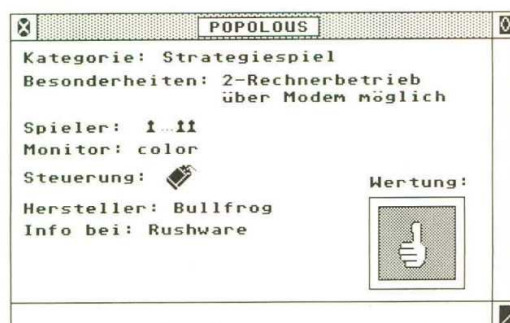 POPOLOUS
Kategorie: Strategiespiel
Besonderheiten: 2-Rechnerbetrieb
über Modem möglich
Spieler:
Monitor: color
Steuerung:
Wertung:
Hersteller: Bullfrog
Info bei: Rushware